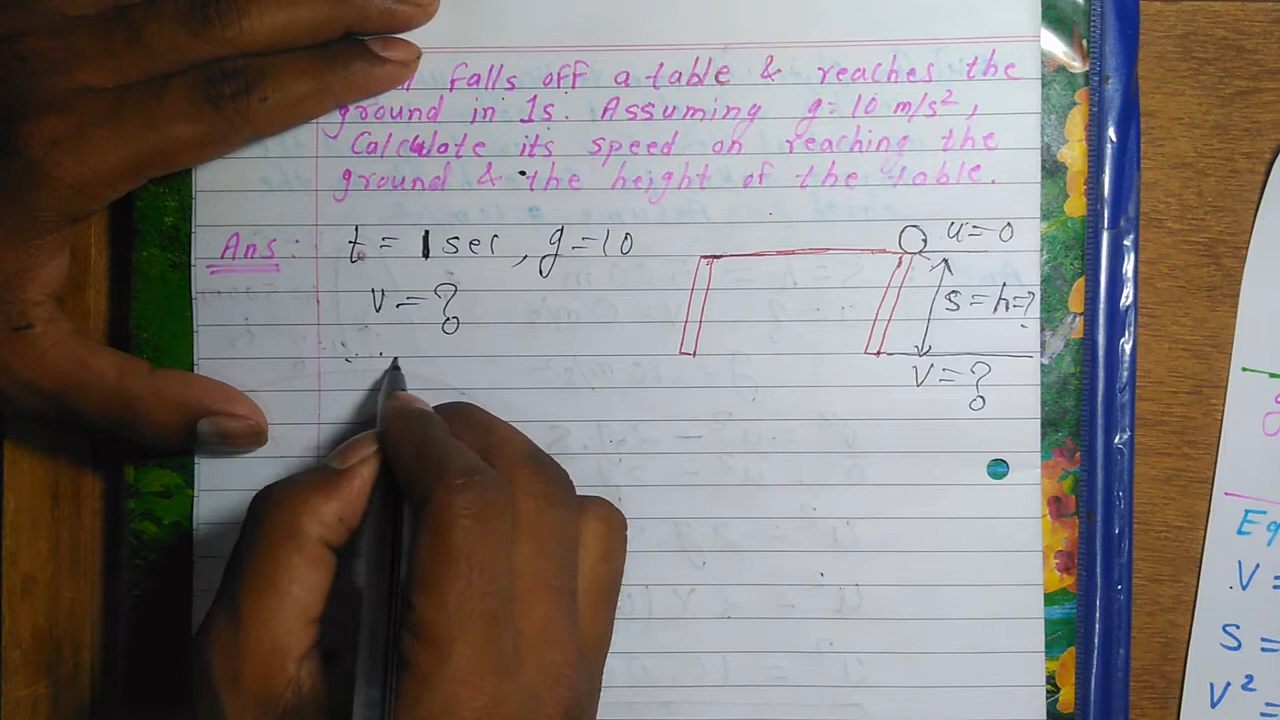 falls off a table & reaches the
ground in 1s. Assuming g=10 m/s²,
Calculate its speed on reaching the
ground & the height of the table.
Ans: t = 1 sec, g=10
u=0
v=?
s=h=?
V=?
Eq
V=
S=
V²=